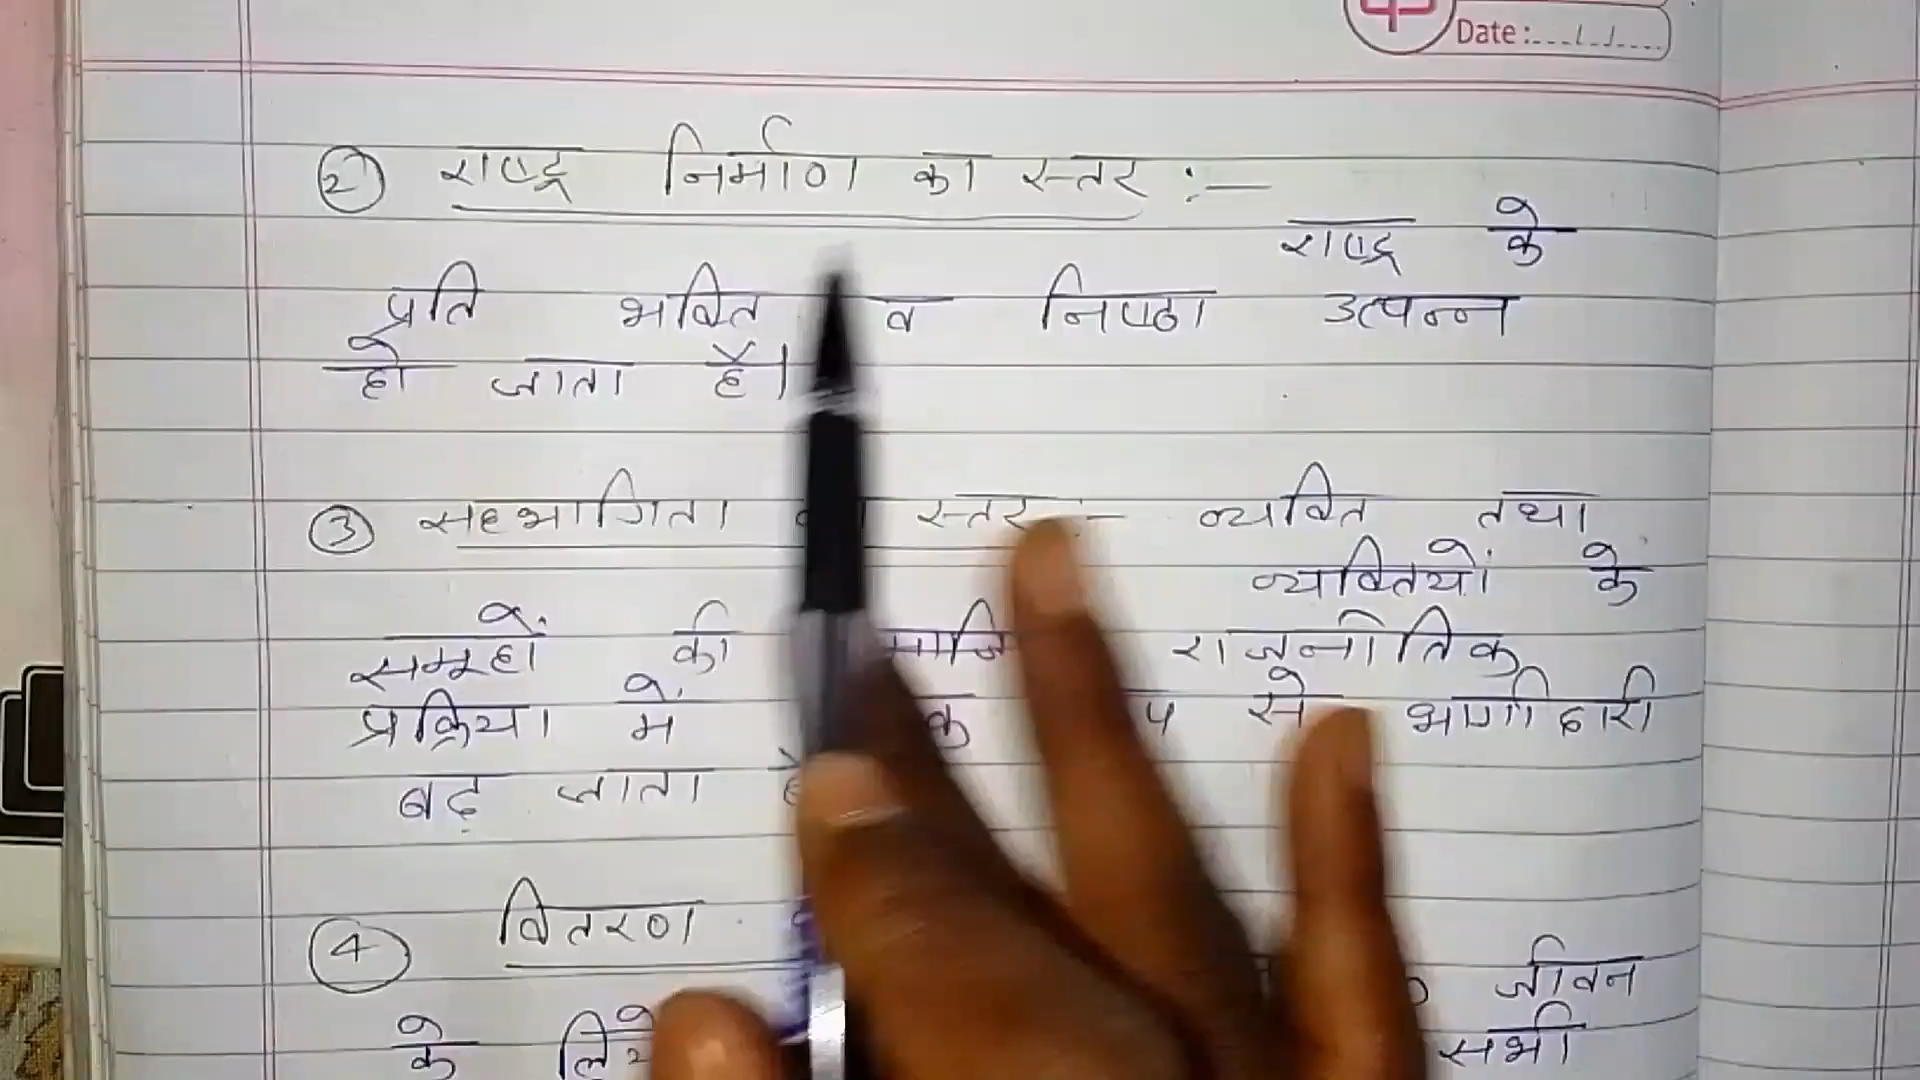 Date :
② राष्ट्र निर्माण का स्तर :—
राष्ट्र के
प्रति भक्ति व निष्ठा उत्पन्न
हो जाता है।
③ सहभागिता स्तर :- व्यक्ति तथा
व्यक्तियों के
समूहों की राजनीतिक
प्रक्रिया में से भागीदारी
बढ़ जाता
④ वितरण
जीवन
के सभी